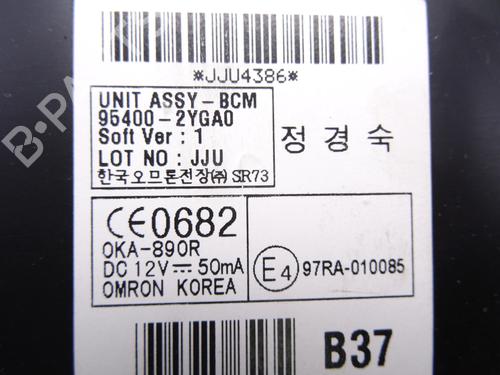 *JJU4386*
UNIT ASSY-BCM
95400-2YGA0
Soft Ver : 1
LOT NO : JJU
정 경 숙
한국오므론전장㈜ SR73
CE0682
OKA-890R
DC 12V⎓50mA
OMRON KOREA
E4 97RA-010085
B37